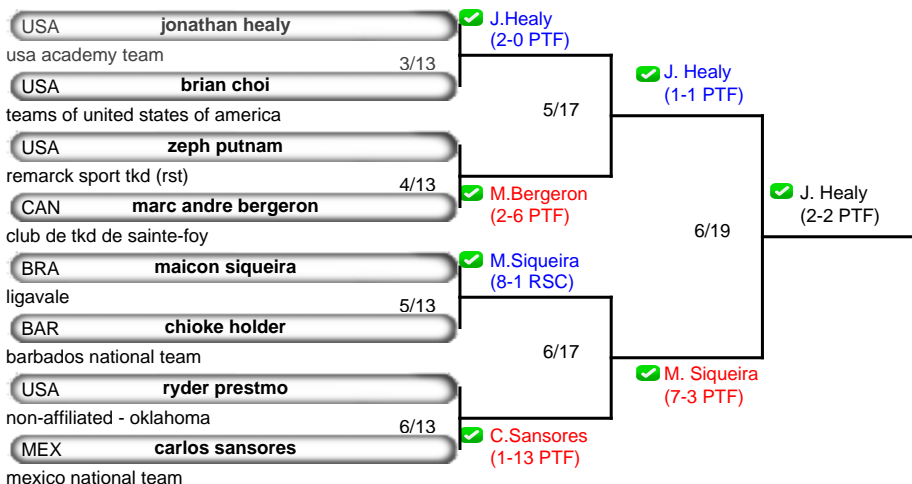 USA jonathan healy
J.Healy
(2-0 PTF)
usa academy team
3/13
USA brian choi
teams of united states of america
J. Healy
(1-1 PTF)
5/17
USA zeph putnam
remarck sport tkd (rst)
4/13
CAN marc andre bergeron
M.Bergeron
(2-6 PTF)
club de tkd de sainte-foy
J. Healy
(2-2 PTF)
6/19
BRA maicon siqueira
M.Siqueira
(8-1 RSC)
ligavale
5/13
BAR chioke holder
barbados national team
6/17
M. Siqueira
(7-3 PTF)
USA ryder prestmo
non-affiliated - oklahoma
6/13
MEX carlos sansores
C.Sansores
(1-13 PTF)
mexico national team